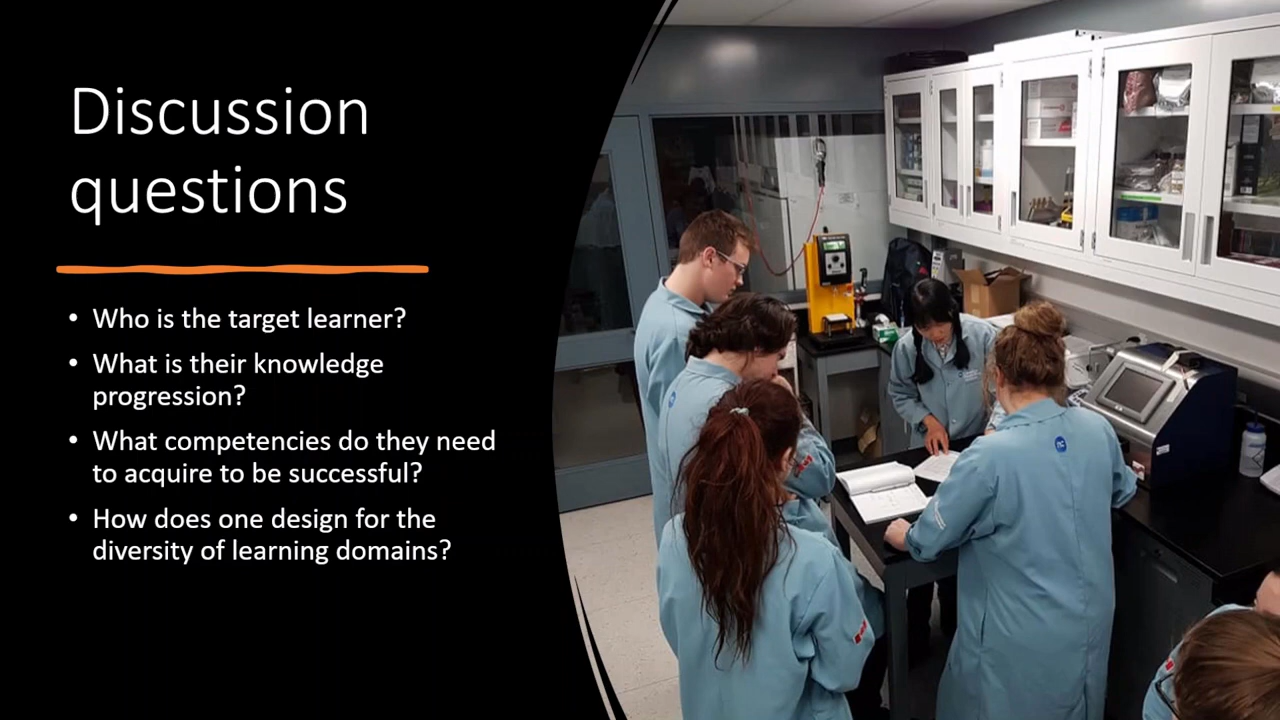 Discussion
questions
• Who is the target learner?
• What is their knowledge
progression?
• What competencies do they need
to acquire to be successful?
• How does one design for the
diversity of learning domains?